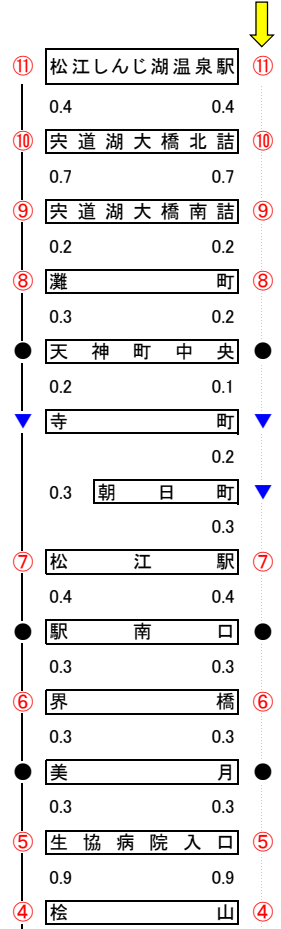 ⑪ 松江しんじ湖温泉駅 ⑪
0.4 0.4
⑩ 宍道湖大橋北詰 ⑩
0.7 0.7
⑨ 宍道湖大橋南詰 ⑨
0.2 0.2
⑧ 灘町 ⑧
0.3 0.2
天神町中央
0.2 0.1
寺町
0.2
0.3 朝日町
0.3
⑦ 松江駅 ⑦
0.4 0.4
駅南口
0.3 0.3
⑥ 界橋 ⑥
0.3 0.3
美月
0.3 0.3
⑤ 生協病院入口 ⑤
0.9 0.9
④ 桧山 ④